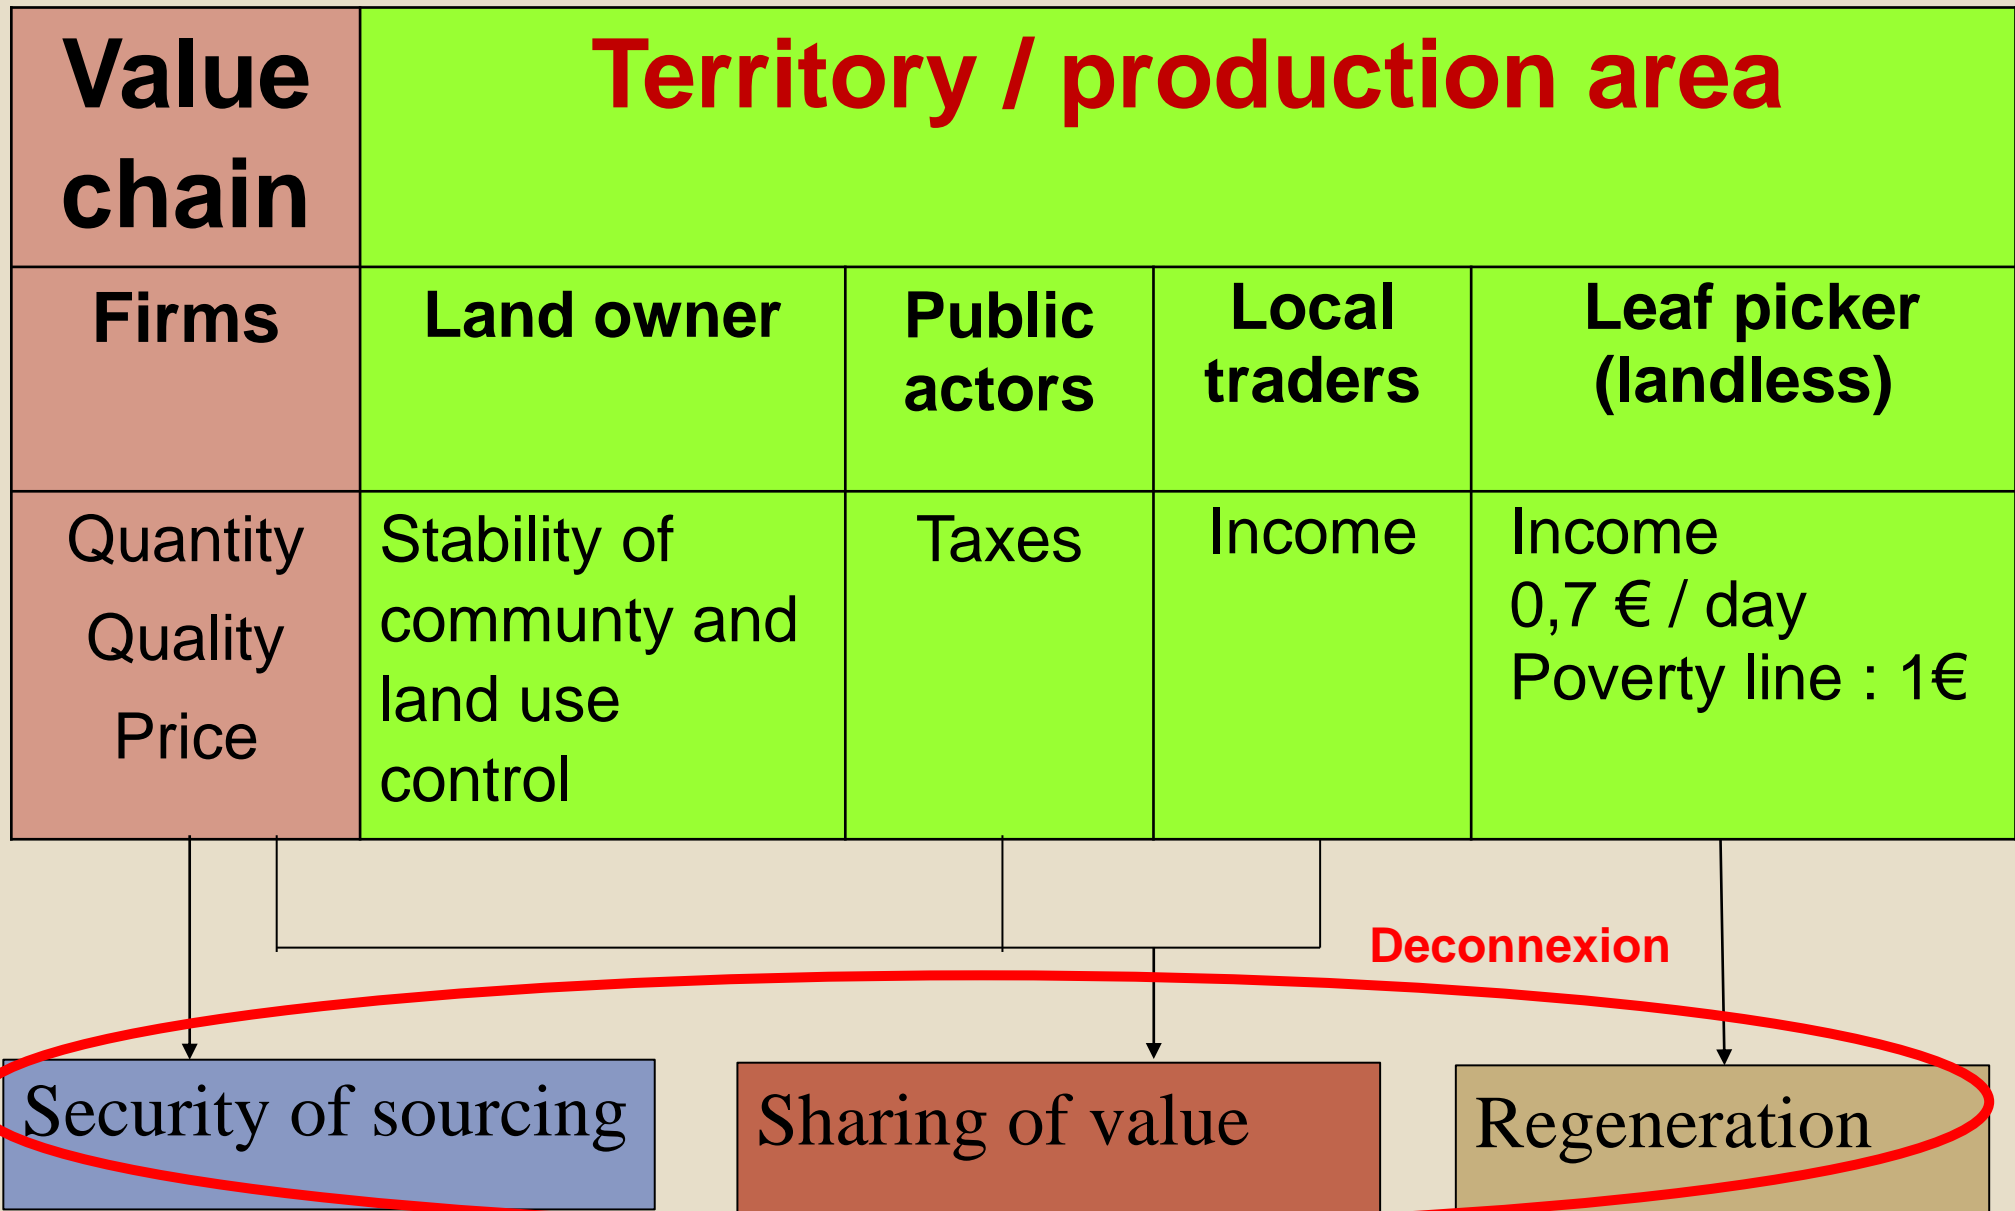 Value
chain
Territory / production area
Firms
Land owner
Public
actors
Local
traders
Leaf picker
(landless)
Quantity
Quality
Price
Stability of
communty and
land use
control
Taxes
Income
Income
0,7 € / day
Poverty line : 1€
Deconnexion
Security of sourcing
Sharing of value
Regeneration